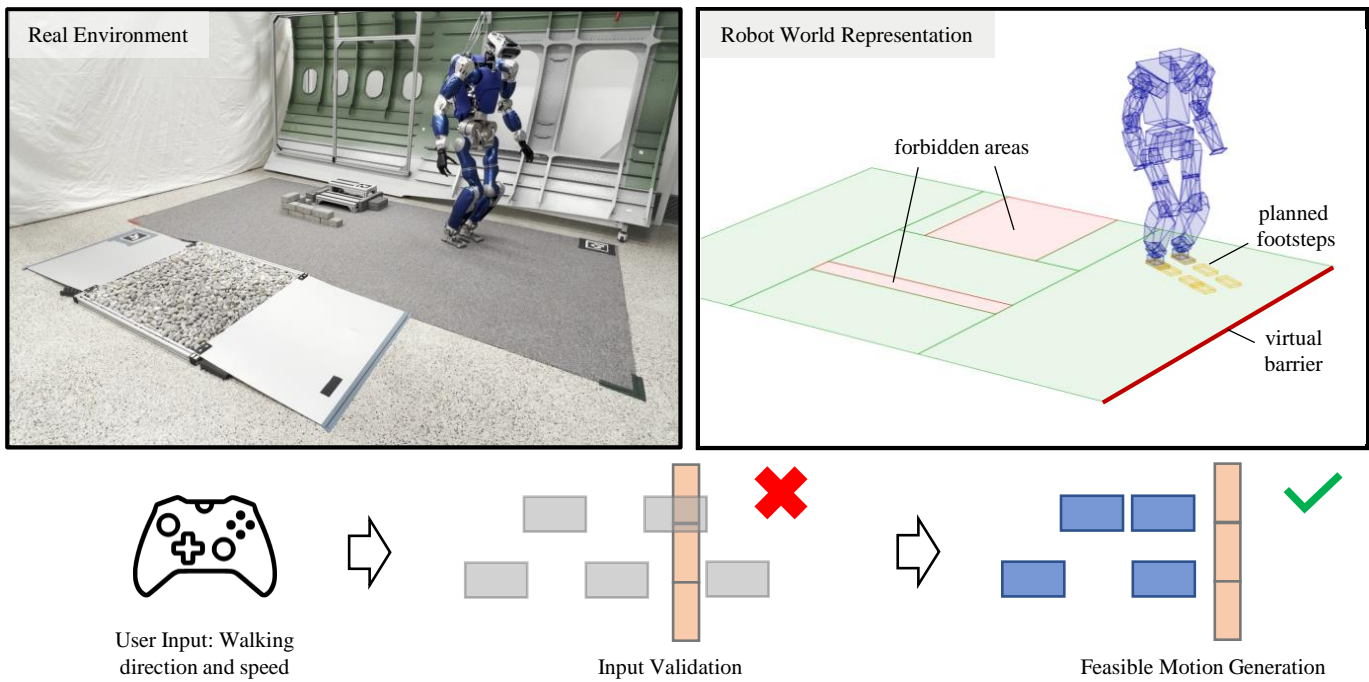 Real Environment
Robot World Representation
forbidden areas
planned
footsteps
virtual
barrier
User Input: Walking
direction and speed
Input Validation
Feasible Motion Generation